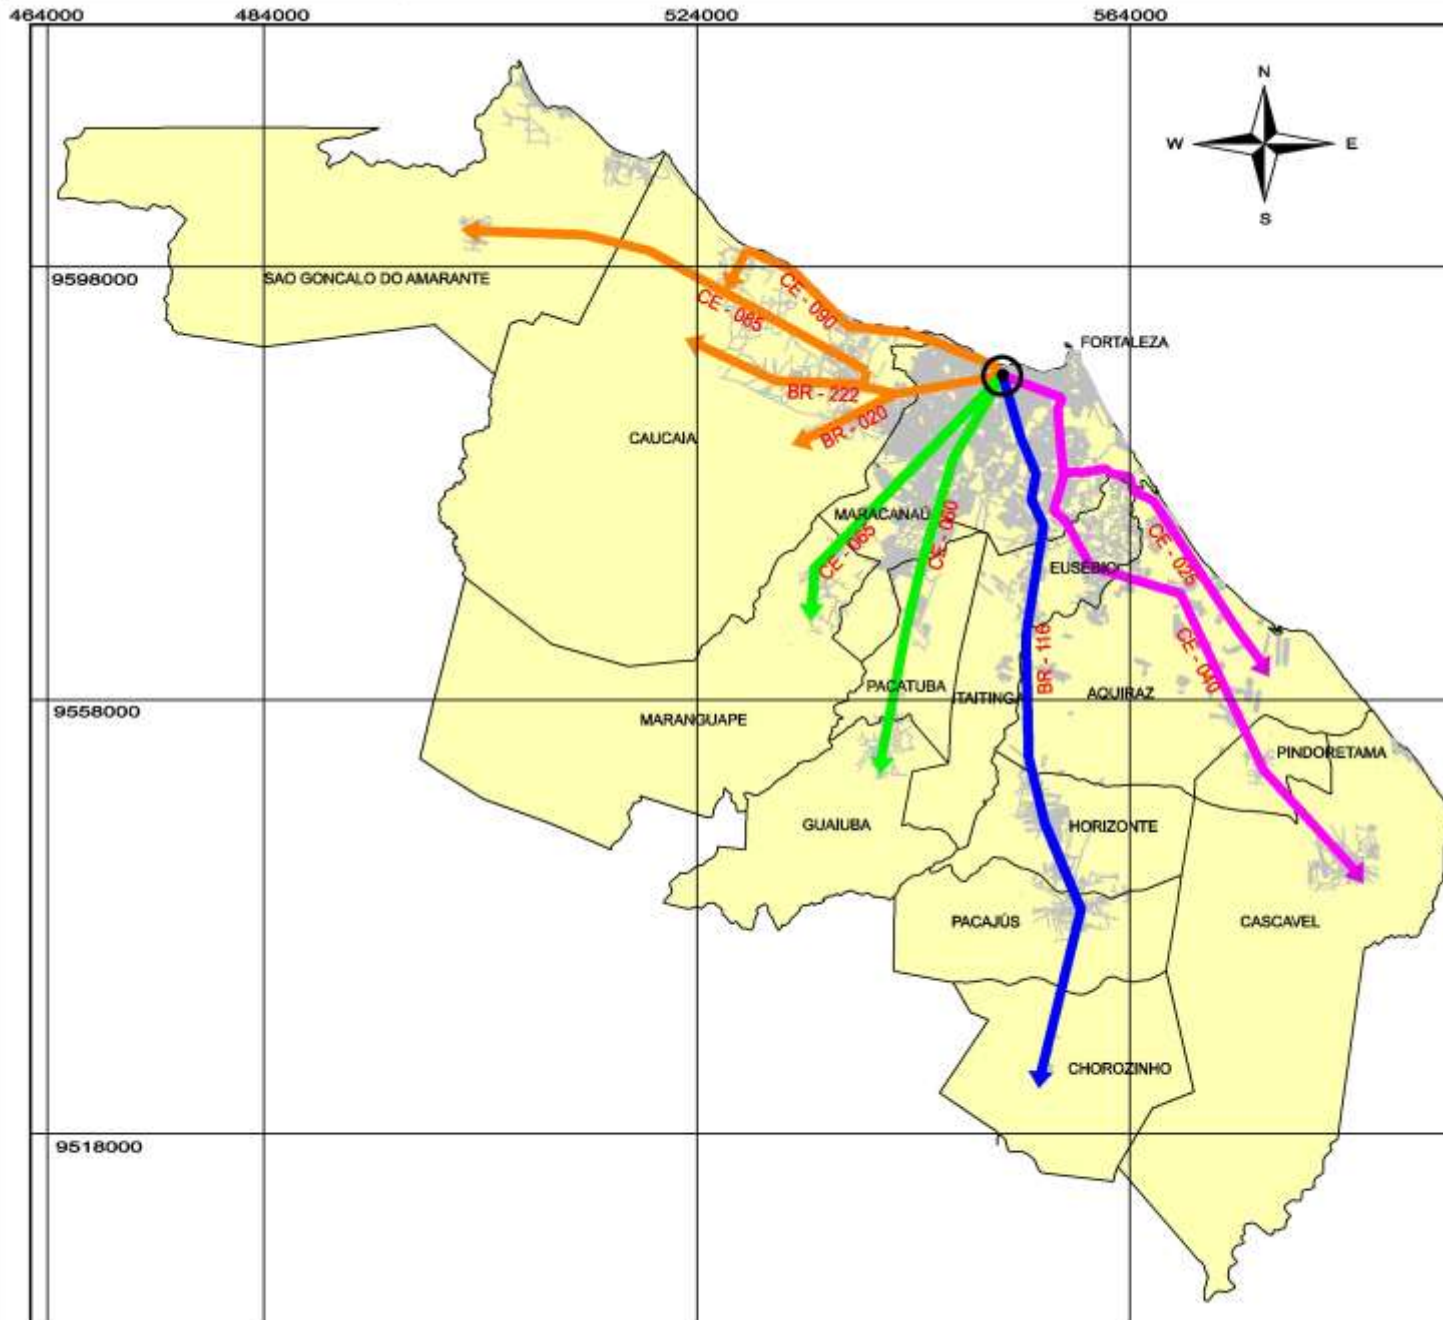 464000
484000
524000
564000
N
W
E
S
9598000
SAO GONCALO DO AMARANTE
CE - 090
CE - 085
FORTALEZA
BR - 222
BR - 020
CAUCAIA
MARACANAÚ
CE - 060
CE - 065
CE - 025
EUSEBIO
CE - 040
BR - 116
PACATUBA
ITAITINGA
AQUIRAZ
9558000
MARANGUAPE
PINDORETAMA
GUAIUBA
HORIZONTE
PACAJÚS
CASCAVEL
CHOROZINHO
9518000